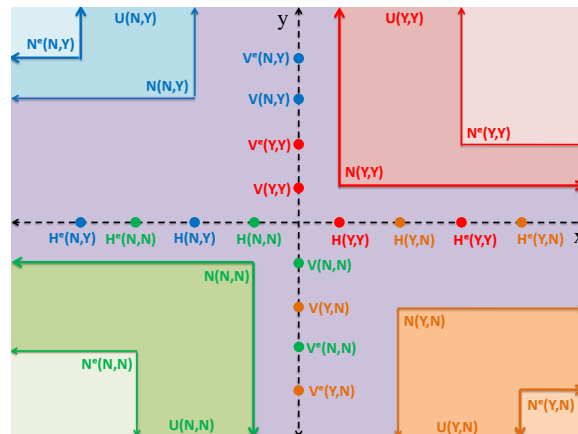 y
U(N,Y)
U(Y,Y)
Nᵉ(N,Y)
Vᵉ(N,Y)
N(N,Y)
V(N,Y)
Nᵉ(Y,Y)
Vᵉ(Y,Y)
N(Y,Y)
V(Y,Y)
Hᵉ(N,Y) Hᵉ(N,N) H(N,Y) H(N,N) H(Y,Y) H(Y,N) Hᵉ(Y,Y) Hᵉ(Y,N) x
V(N,N)
N(N,N)
V(Y,N)
N(Y,N)
Vᵉ(N,N)
Nᵉ(N,N)
Vᵉ(Y,N)
Nᵉ(Y,N)
U(N,N)
U(Y,N)